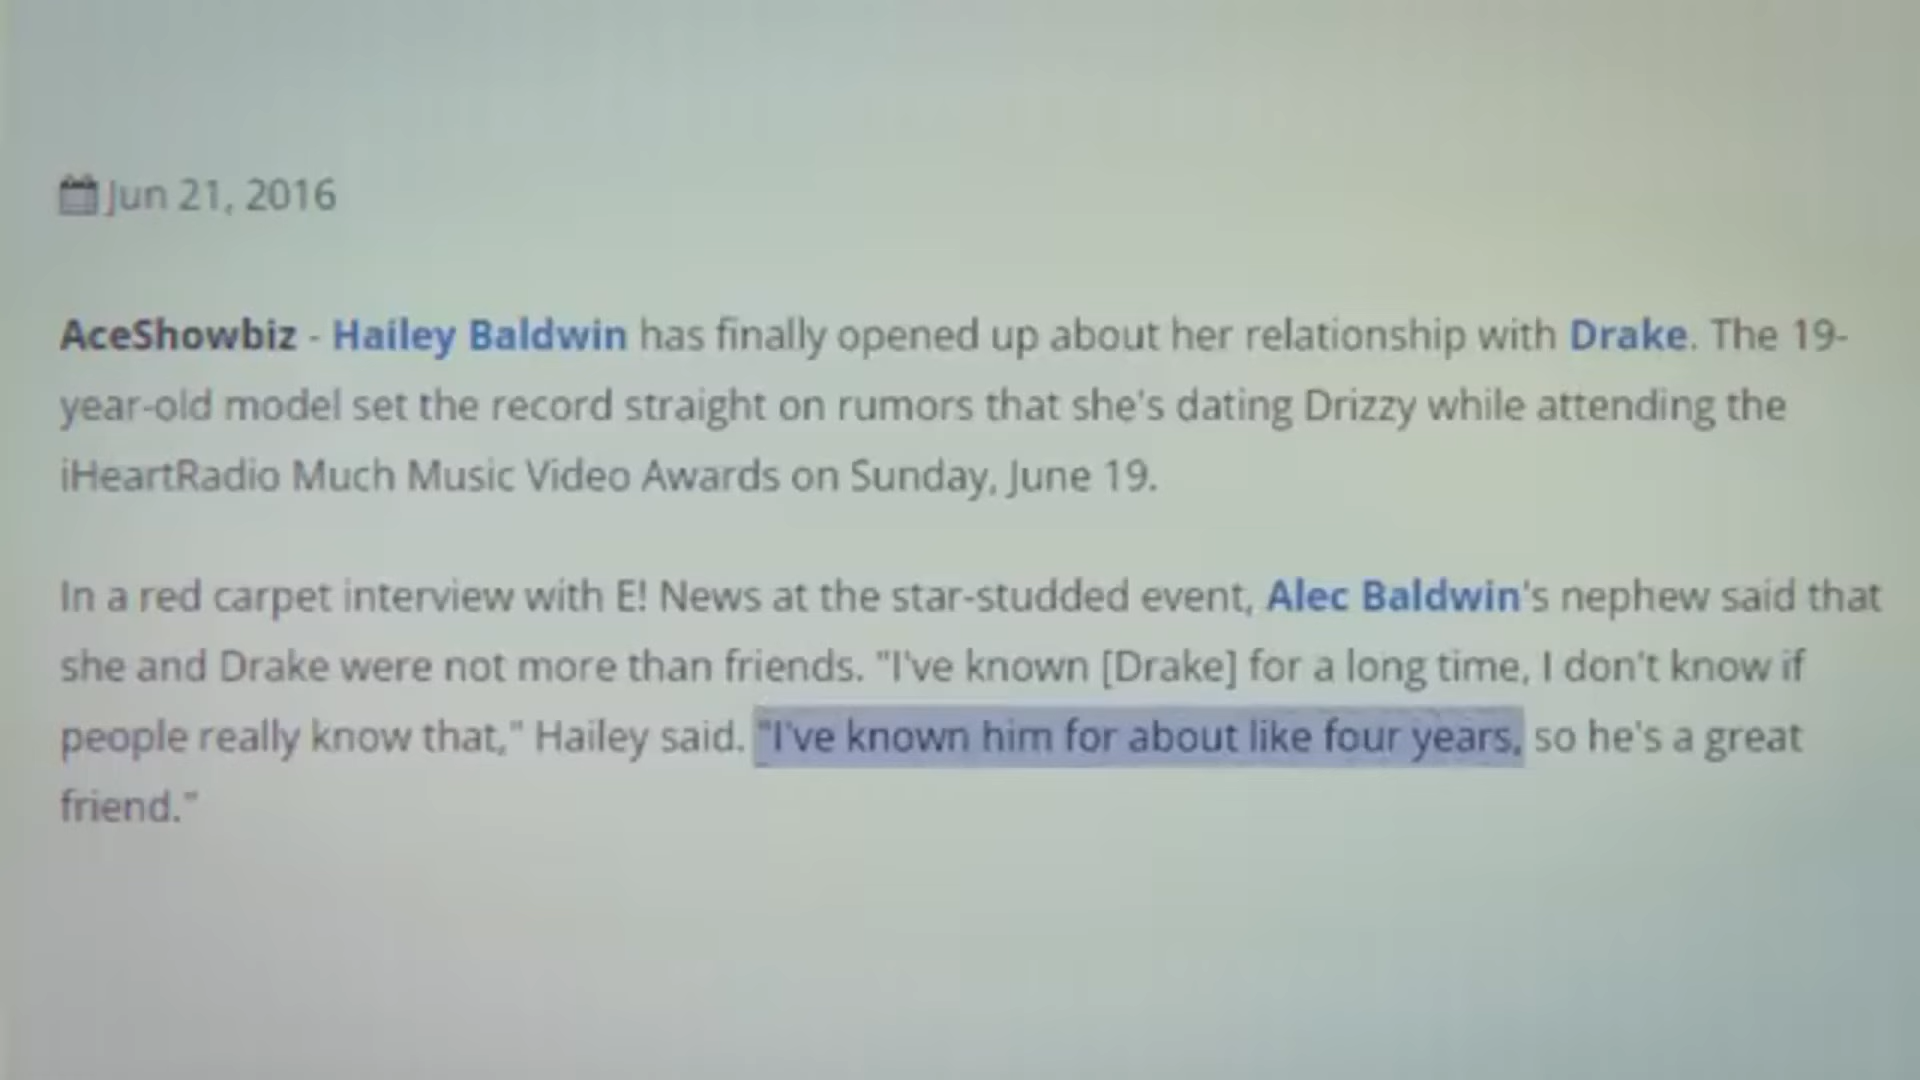 Jun 21, 2016
AceShowbiz - Hailey Baldwin has finally opened up about her relationship with Drake. The 19-
year-old model set the record straight on rumors that she's dating Drizzy while attending the
iHeartRadio Much Music Video Awards on Sunday, June 19.
In a red carpet interview with E! News at the star-studded event, Alec Baldwin's nephew said that
she and Drake were not more than friends. "I've known [Drake] for a long time, I don't know if
people really know that," Hailey said. "I've known him for about like four years, so he's a great
friend."